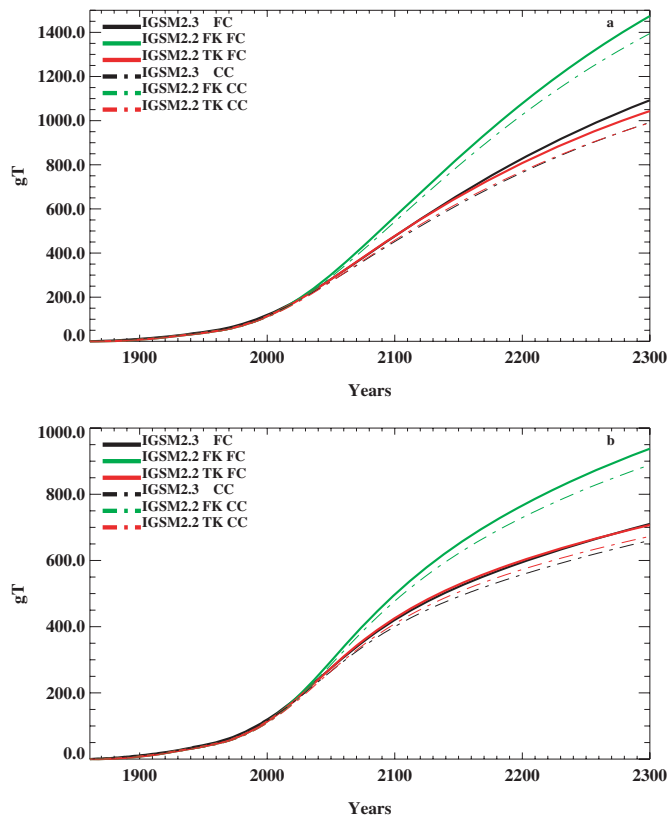 a
IGSM2.3 FC
IGSM2.2 FK FC
IGSM2.2 TK FC
IGSM2.3 CC
IGSM2.2 FK CC
IGSM2.2 TK CC
1400.0
1200.0
1000.0
800.0
600.0
400.0
200.0
0.0
gT
1900 2000 2100 2200 2300
Years
b
IGSM2.3 FC
IGSM2.2 FK FC
IGSM2.2 TK FC
IGSM2.3 CC
IGSM2.2 FK CC
IGSM2.2 TK CC
1000.0
800.0
600.0
400.0
200.0
0.0
gT
1900 2000 2100 2200 2300
Years